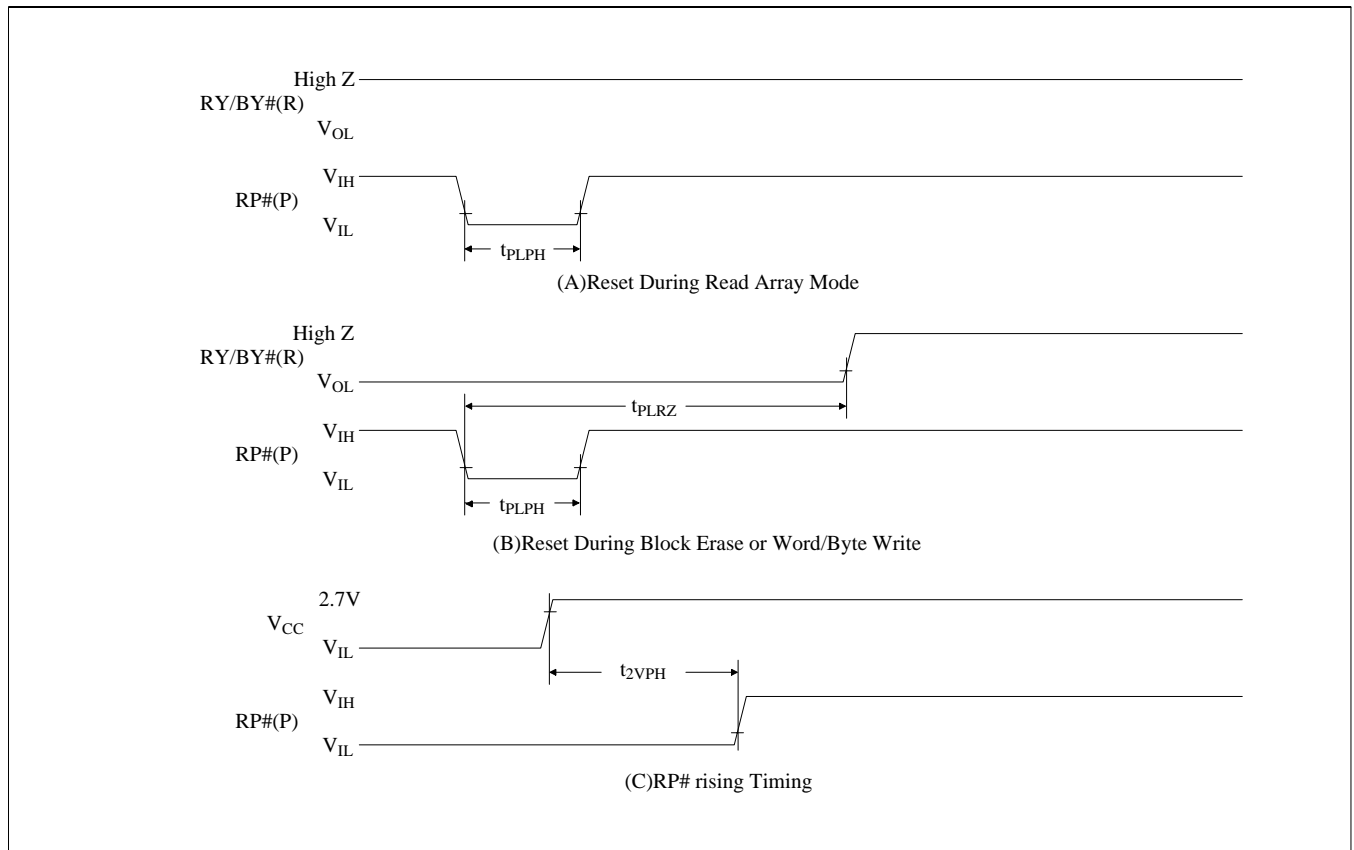 High Z
RY/BY#(R)
VOL
VIH
RP#(P)
VIL
tPLPH
(A)Reset During Read Array Mode
High Z
RY/BY#(R)
VOL
tPLRZ
VIH
RP#(P)
VIL
tPLPH
(B)Reset During Block Erase or Word/Byte Write
2.7V
VCC
VIL
t2VPH
VIH
RP#(P)
VIL
(C)RP# rising Timing